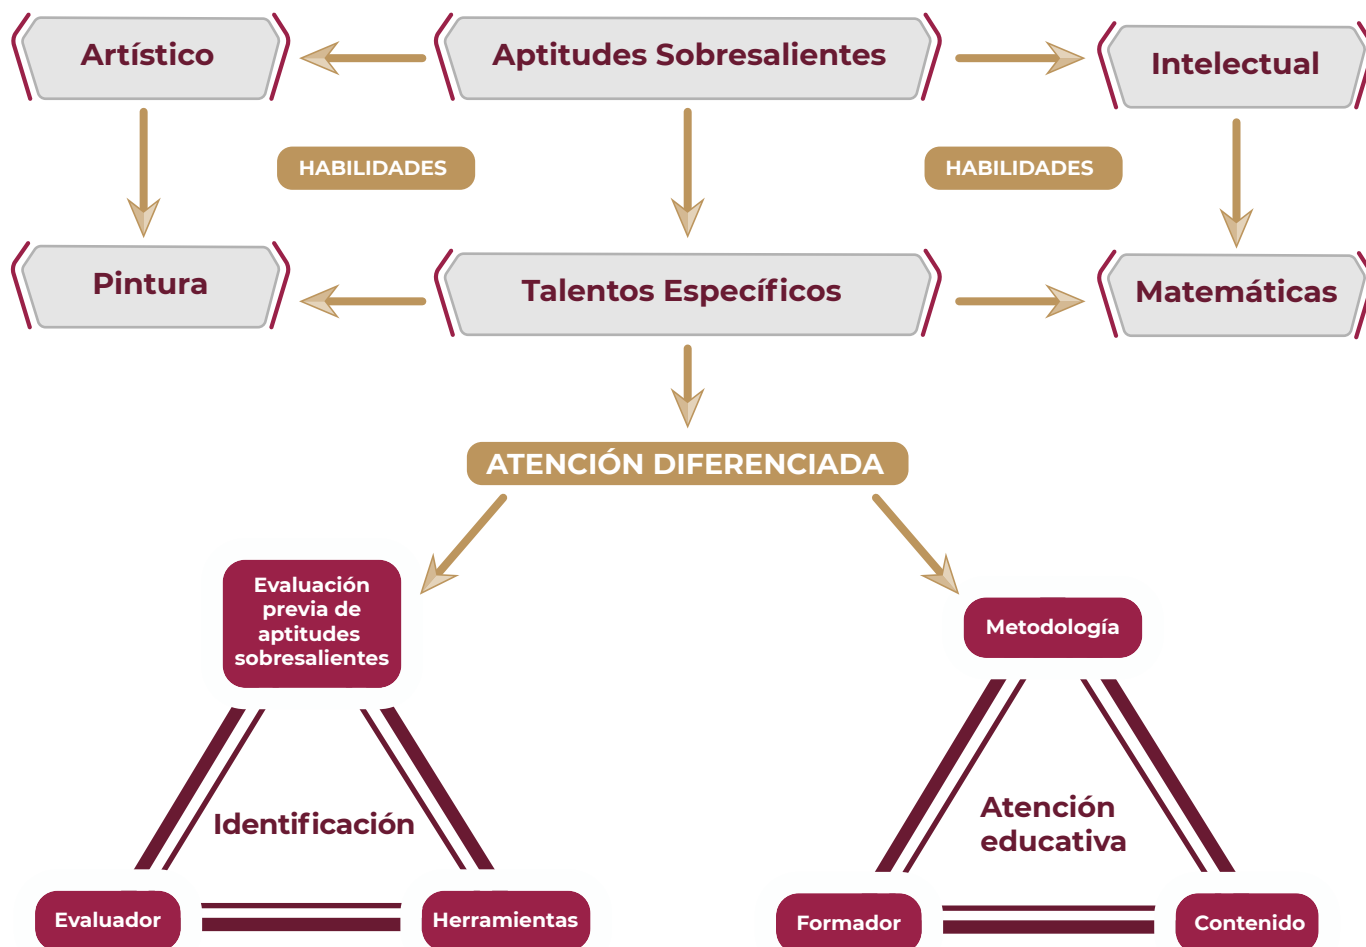 Artístico
Aptitudes Sobresalientes
Intelectual
HABILIDADES
HABILIDADES
Pintura
Talentos Específicos
Matemáticas
ATENCIÓN DIFERENCIADA
Evaluación
previa de
aptitudes
sobresalientes
Metodología
Identificación
Atención
educativa
Evaluador
Herramientas
Formador
Contenido